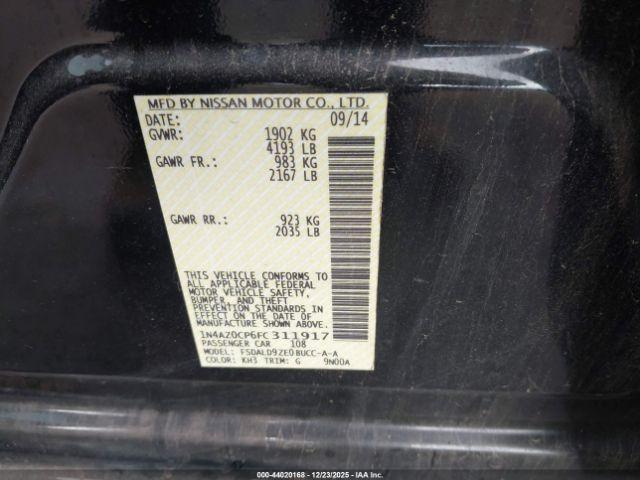 MFD BY NISSAN MOTOR CO., LTD.
DATE: 09/14
GVWR: 1902 KG
4193 LB
GAWR FR.: 983 KG
2167 LB
GAWR RR.: 923 KG
2035 LB
THIS VEHICLE CONFORMS TO
ALL APPLICABLE FEDERAL
MOTOR VEHICLE SAFETY,
BUMPER, AND THEFT
PREVENTION STANDARDS
IN EFFECT ON THE DATE OF
MANUFACTURE SHOWN ABOVE.
1N4AZ0CP6FC311917
PASSENGER CAR 108
MODEL: FSDALD9ZE0BUCC-A-A
COLOR: KH3 TRIM: G 9N00A
000-44020168 - 12/23/2025 - IAA Inc.